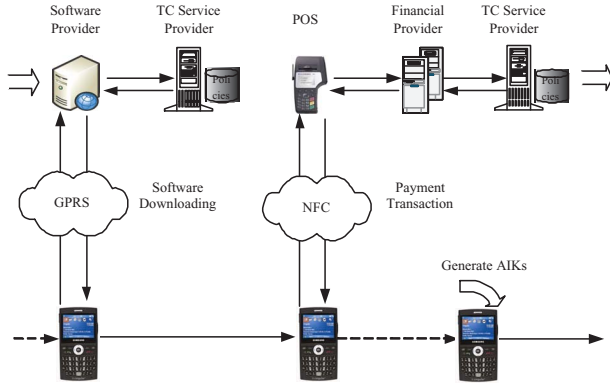 Software
Provider
TC Service
Provider
POS
Financial
Provider
TC Service
Provider
Poli
cies
Poli
cies
GPRS
Software
Downloading
NFC
Payment
Transaction
Generate AIKs